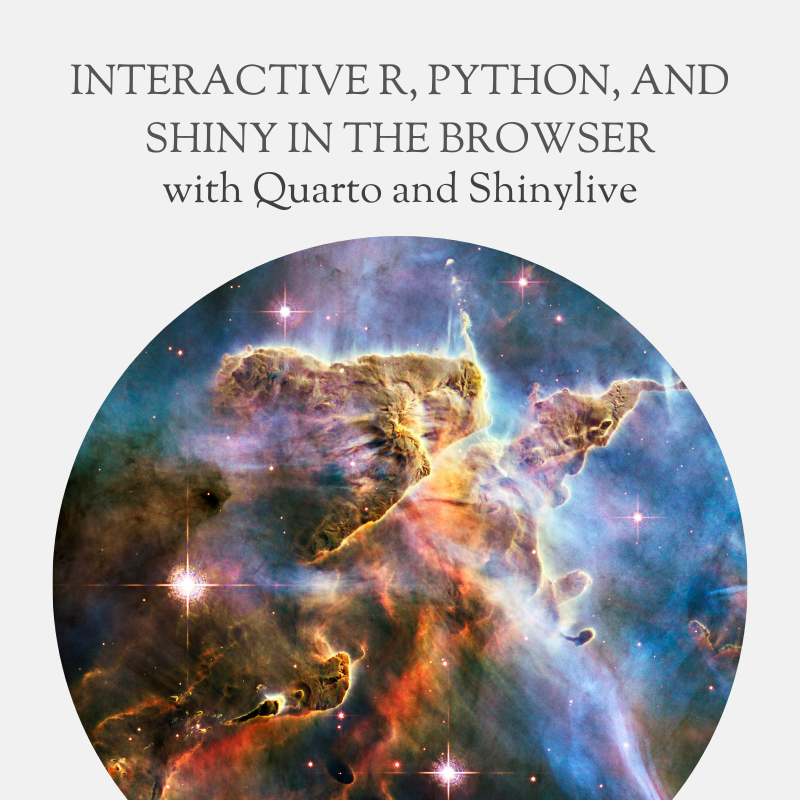 INTERACTIVE R, PYTHON, AND
SHINY IN THE BROWSER
with Quarto and Shinylive